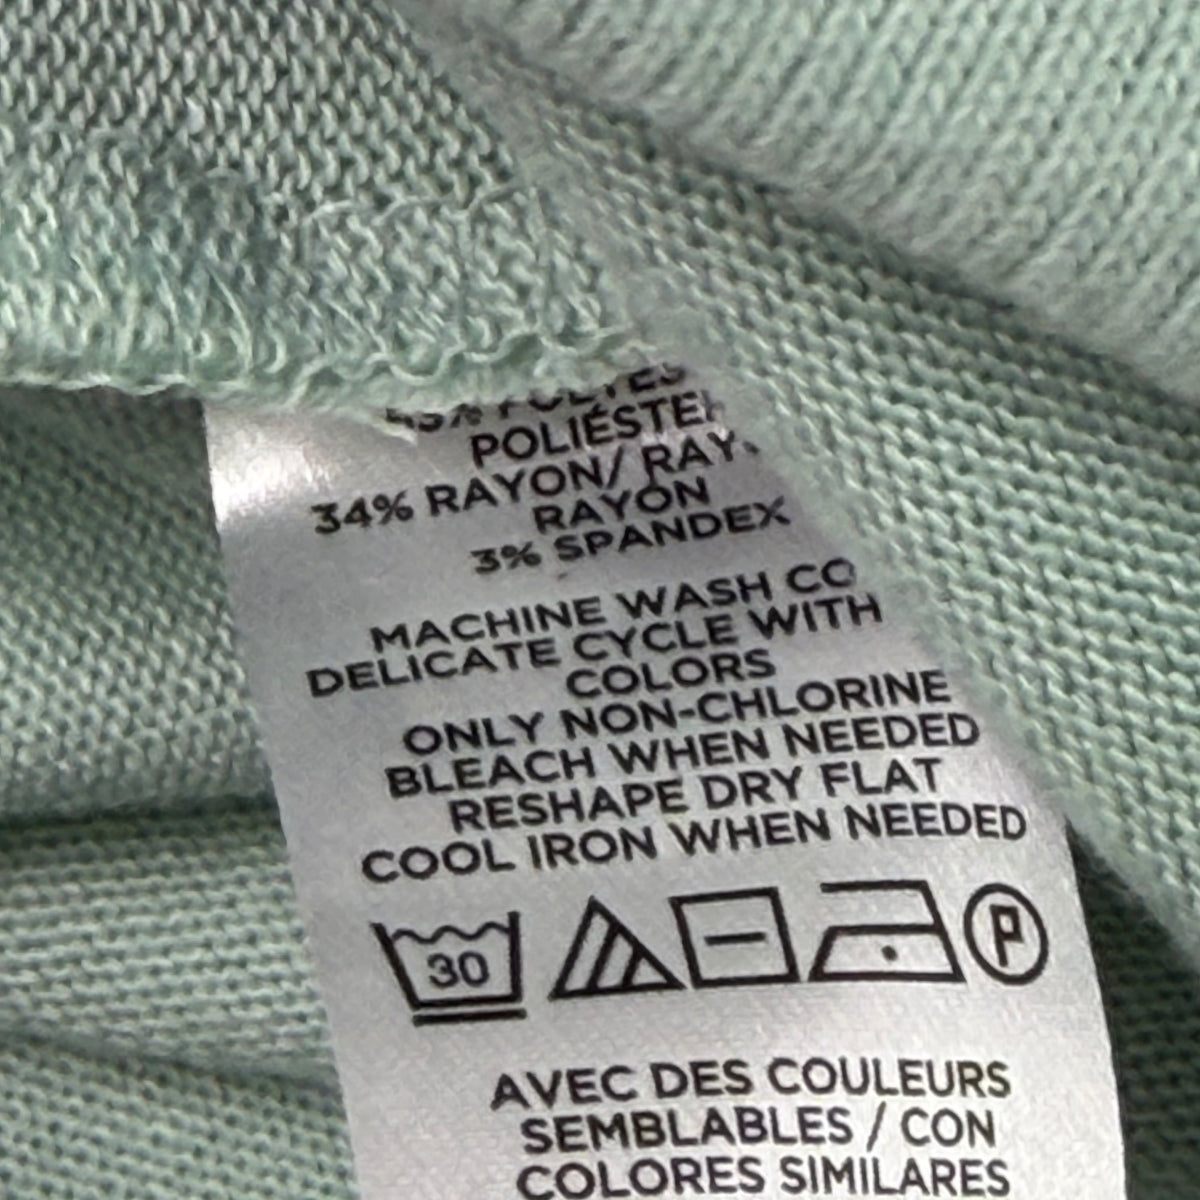 POLIÉSTE
34% RAYON/ RAY
RAYON
3% SPANDEX
MACHINE WASH CO
DELICATE CYCLE WITH
COLORS
ONLY NON-CHLORINE
BLEACH WHEN NEEDED
RESHAPE DRY FLAT
COOL IRON WHEN NEEDED
30 P
AVEC DES COULEURS
SEMBLABLES / CON
COLORES SIMILARES